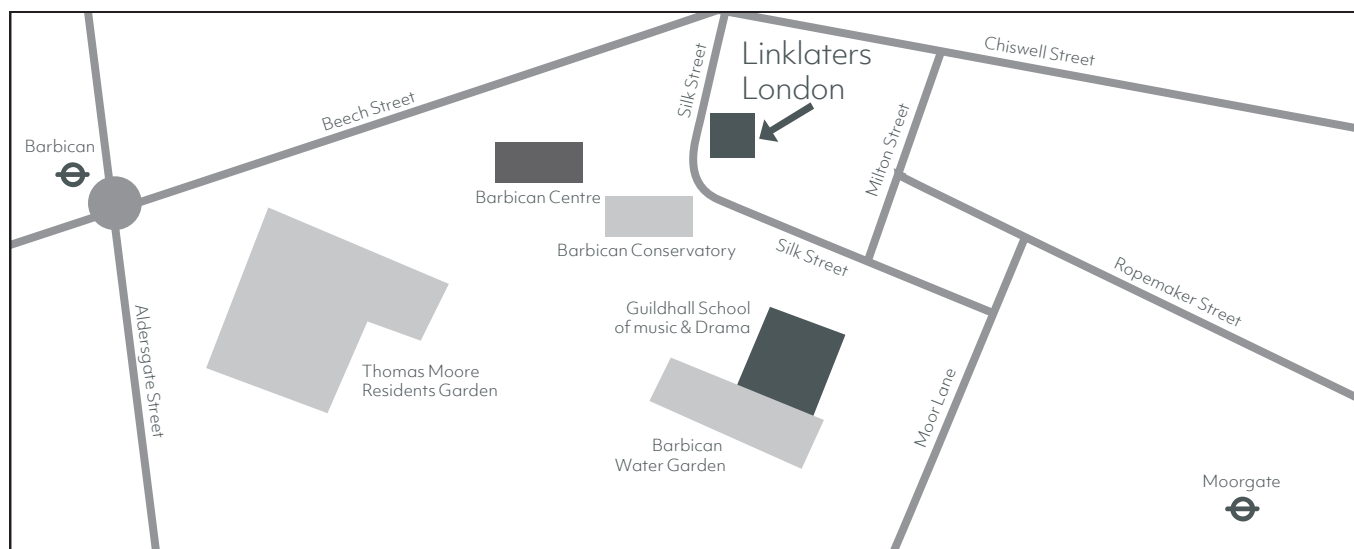 Chiswell Street
Linklaters
London
Silk Street
Beech Street
Milton Street
Barbican
Barbican Centre
Barbican Conservatory
Silk Street
Ropemaker Street
Guildhall School
of music & Drama
Aldersgate Street
Thomas Moore
Residents Garden
Moor Lane
Barbican
Water Garden
Moorgate